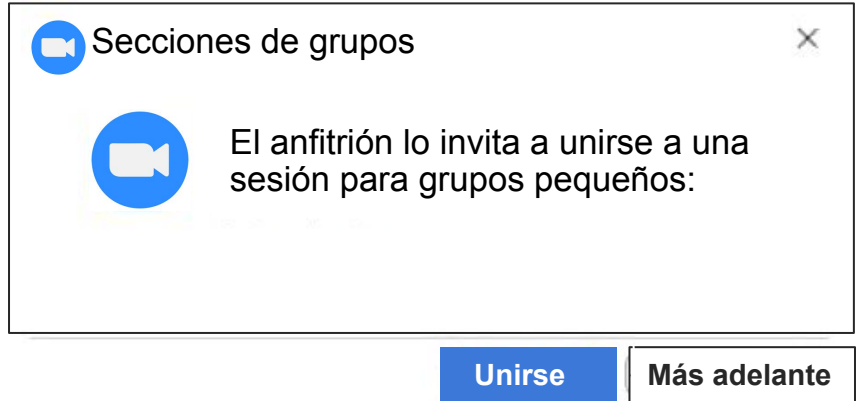 Secciones de grupos
El anfitrión lo invita a unirse a una
sesión para grupos pequeños:
Unirse
Más adelante